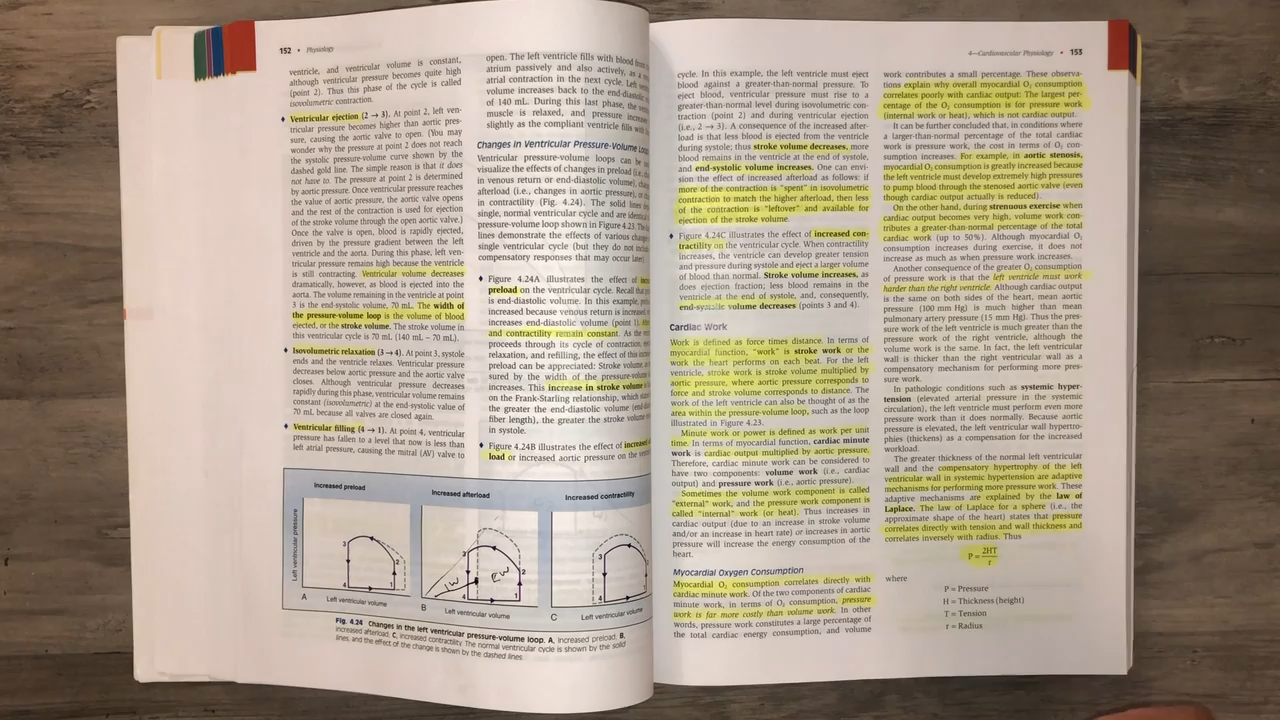 152 • Physiology
ventricle, and ventricular volume is constant,
although ventricular pressure becomes quite high
(point 2). Thus this phase of the cycle is called
isovolumetric contraction.
♦ Ventricular ejection (2 → 3). At point 2, left ven-
tricular pressure becomes higher than aortic pres-
sure, causing the aortic valve to open. (You may
wonder why the pressure at point 2 does not reach
the systolic pressure-volume curve shown by the
dashed gold line. The simple reason is that it does
not have to. The pressure at point 2 is determined
by aortic pressure. Once ventricular pressure reaches
the value of aortic pressure, the aortic valve opens
and the rest of the contraction is used for ejection
of the stroke volume through the open aortic valve.)
Once the valve is open, blood is rapidly ejected,
driven by the pressure gradient between the left
ventricle and the aorta. During this phase, left ven-
tricular pressure remains high because the ventricle
is still contracting. Ventricular volume decreases
dramatically, however, as blood is ejected into the
aorta. The volume remaining in the ventricle at point
3 is the end-systolic volume, 70 mL. The width of
the pressure-volume loop is the volume of blood
ejected, or the stroke volume. The stroke volume in
this ventricular cycle is 70 mL (140 mL – 70 mL).
♦ Isovolumetric relaxation (3 → 4). At point 3, systole
ends and the ventricle relaxes. Ventricular pressure
decreases below aortic pressure and the aortic valve
closes. Although ventricular pressure decreases
rapidly during this phase, ventricular volume remains
constant (isovolumetric) at the end-systolic value of
70 mL because all valves are closed again.
♦ Ventricular filling (4 → 1). At point 4, ventricular
pressure has fallen to a level that now is less than
left atrial pressure, causing the mitral (AV) valve to
open. The left ventricle fills with blood from
atrium passively and also actively, as a
atrial contraction in the next cycle. Left
volume increases back to the end-diastolic
of 140 mL. During this last phase, the
muscle is relaxed, and pressure increases
slightly as the compliant ventricle fills with
Changes in Ventricular Pressure-Volume
Ventricular pressure-volume loops can be
visualize the effects of changes in preload (i.e.,
in venous return or end-diastolic volume),
afterload (i.e., changes in aortic pressure), or
in contractility (Fig. 4.24). The solid lines
single, normal ventricular cycle and are identical
pressure-volume loop shown in Figure 4.23. The
lines demonstrate the effects of various changes
single ventricular cycle (but they do not
compensatory responses that may occur later).
♦ Figure 4.24A illustrates the effect of
preload on the ventricular cycle. Recall that
is end-diastolic volume. In this example,
increased because venous return is increased,
increases end-diastolic volume (point 1).
and contractility remain constant. As the
proceeds through its cycle of contraction,
relaxation, and refilling, the effect of this
preload can be appreciated: Stroke volume,
sured by the width of the pressure-volume
increases. This increase in stroke volume
on the Frank-Starling relationship, which
the greater the end-diastolic volume
fiber length), the greater the stroke volume
in systole.
♦ Figure 4.24B illustrates the effect of
load or increased aortic pressure on the
Increased preload
Increased afterload
Increased contractility
Left ventricular pressure
3
2
4
1
A
Left ventricular volume
3
2
4
1
IW
EW
B
Left ventricular volume
3
4
C
Left ventricular volume
Fig. 4.24 Changes in the left ventricular pressure-volume loop. A, Increased preload; B,
increased afterload; C, increased contractility. The normal ventricular cycle is shown by the solid
lines, and the effect of the change is shown by the dashed lines.
4—Cardiovascular Physiology • 153
cycle. In this example, the left ventricle must eject
blood against a greater-than-normal pressure. To
eject blood, ventricular pressure must rise to a
greater-than-normal level during isovolumetric con-
traction (point 2) and during ventricular ejection
(i.e., 2 → 3). A consequence of the increased after-
load is that less blood is ejected from the ventricle
during systole; thus stroke volume decreases, more
blood remains in the ventricle at the end of systole,
and end-systolic volume increases. One can envi-
sion the effect of increased afterload as follows: if
more of the contraction is "spent" in isovolumetric
contraction to match the higher afterload, then less
of the contraction is "leftover" and available for
ejection of the stroke volume.
♦ Figure 4.24C illustrates the effect of increased con-
tractility on the ventricular cycle. When contractility
increases, the ventricle can develop greater tension
and pressure during systole and eject a larger volume
of blood than normal. Stroke volume increases, as
does ejection fraction; less blood remains in the
ventricle at the end of systole, and, consequently,
end-systolic volume decreases (points 3 and 4).
Cardiac Work
Work is defined as force times distance. In terms of
myocardial function, "work" is stroke work or the
work the heart performs on each beat. For the left
ventricle, stroke work is stroke volume multiplied by
aortic pressure, where aortic pressure corresponds to
force and stroke volume corresponds to distance. The
work of the left ventricle can also be thought of as the
area within the pressure-volume loop, such as the loop
illustrated in Figure 4.23.
Minute work or power is defined as work per unit
time. In terms of myocardial function, cardiac minute
work is cardiac output multiplied by aortic pressure.
Therefore, cardiac minute work can be considered to
have two components: volume work (i.e., cardiac
output) and pressure work (i.e., aortic pressure).
Sometimes the volume work component is called
"external" work, and the pressure work component is
called "internal" work (or heat). Thus increases in
cardiac output (due to an increase in stroke volume
and/or an increase in heart rate) or increases in aortic
pressure will increase the energy consumption of the
heart.
Myocardial Oxygen Consumption
Myocardial O₂ consumption correlates directly with
cardiac minute work. Of the two components of cardiac
minute work, in terms of O₂ consumption, pressure
work is far more costly than volume work. In other
words, pressure work constitutes a large percentage of
the total cardiac energy consumption, and volume
work contributes a small percentage. These observa-
tions explain why overall myocardial O₂ consumption
correlates poorly with cardiac output: The largest per-
centage of the O₂ consumption is for pressure work
(internal work or heat), which is not cardiac output.
It can be further concluded that, in conditions where
a larger-than-normal percentage of the total cardiac
work is pressure work, the cost in terms of O₂ con-
sumption increases. For example, in aortic stenosis,
myocardial O₂ consumption is greatly increased because
the left ventricle must develop extremely high pressures
to pump blood through the stenosed aortic valve (even
though cardiac output actually is reduced).
On the other hand, during strenuous exercise when
cardiac output becomes very high, volume work con-
tributes a greater-than-normal percentage of the total
cardiac work (up to 50%). Although myocardial O₂
consumption increases during exercise, it does not
increase as much as when pressure work increases.
Another consequence of the greater O₂ consumption
of pressure work is that the left ventricle must work
harder than the right ventricle. Although cardiac output
is the same on both sides of the heart, mean aortic
pressure (100 mm Hg) is much higher than mean
pulmonary artery pressure (15 mm Hg). Thus the pres-
sure work of the left ventricle is much greater than the
pressure work of the right ventricle, although the
volume work is the same. In fact, the left ventricular
wall is thicker than the right ventricular wall as a
compensatory mechanism for performing more pres-
sure work.
In pathologic conditions such as systemic hyper-
tension (elevated arterial pressure in the systemic
circulation), the left ventricle must perform even more
pressure work than it does normally. Because aortic
pressure is elevated, the left ventricular wall hypertro-
phies (thickens) as a compensation for the increased
workload.
The greater thickness of the normal left ventricular
wall and the compensatory hypertrophy of the left
ventricular wall in systemic hypertension are adaptive
mechanisms for performing more pressure work. These
adaptive mechanisms are explained by the law of
Laplace. The law of Laplace for a sphere (i.e., the
approximate shape of the heart) states that pressure
correlates directly with tension and wall thickness and
correlates inversely with radius. Thus
P = 2HT/r
where
P = Pressure
H = Thickness (height)
T = Tension
r = Radius